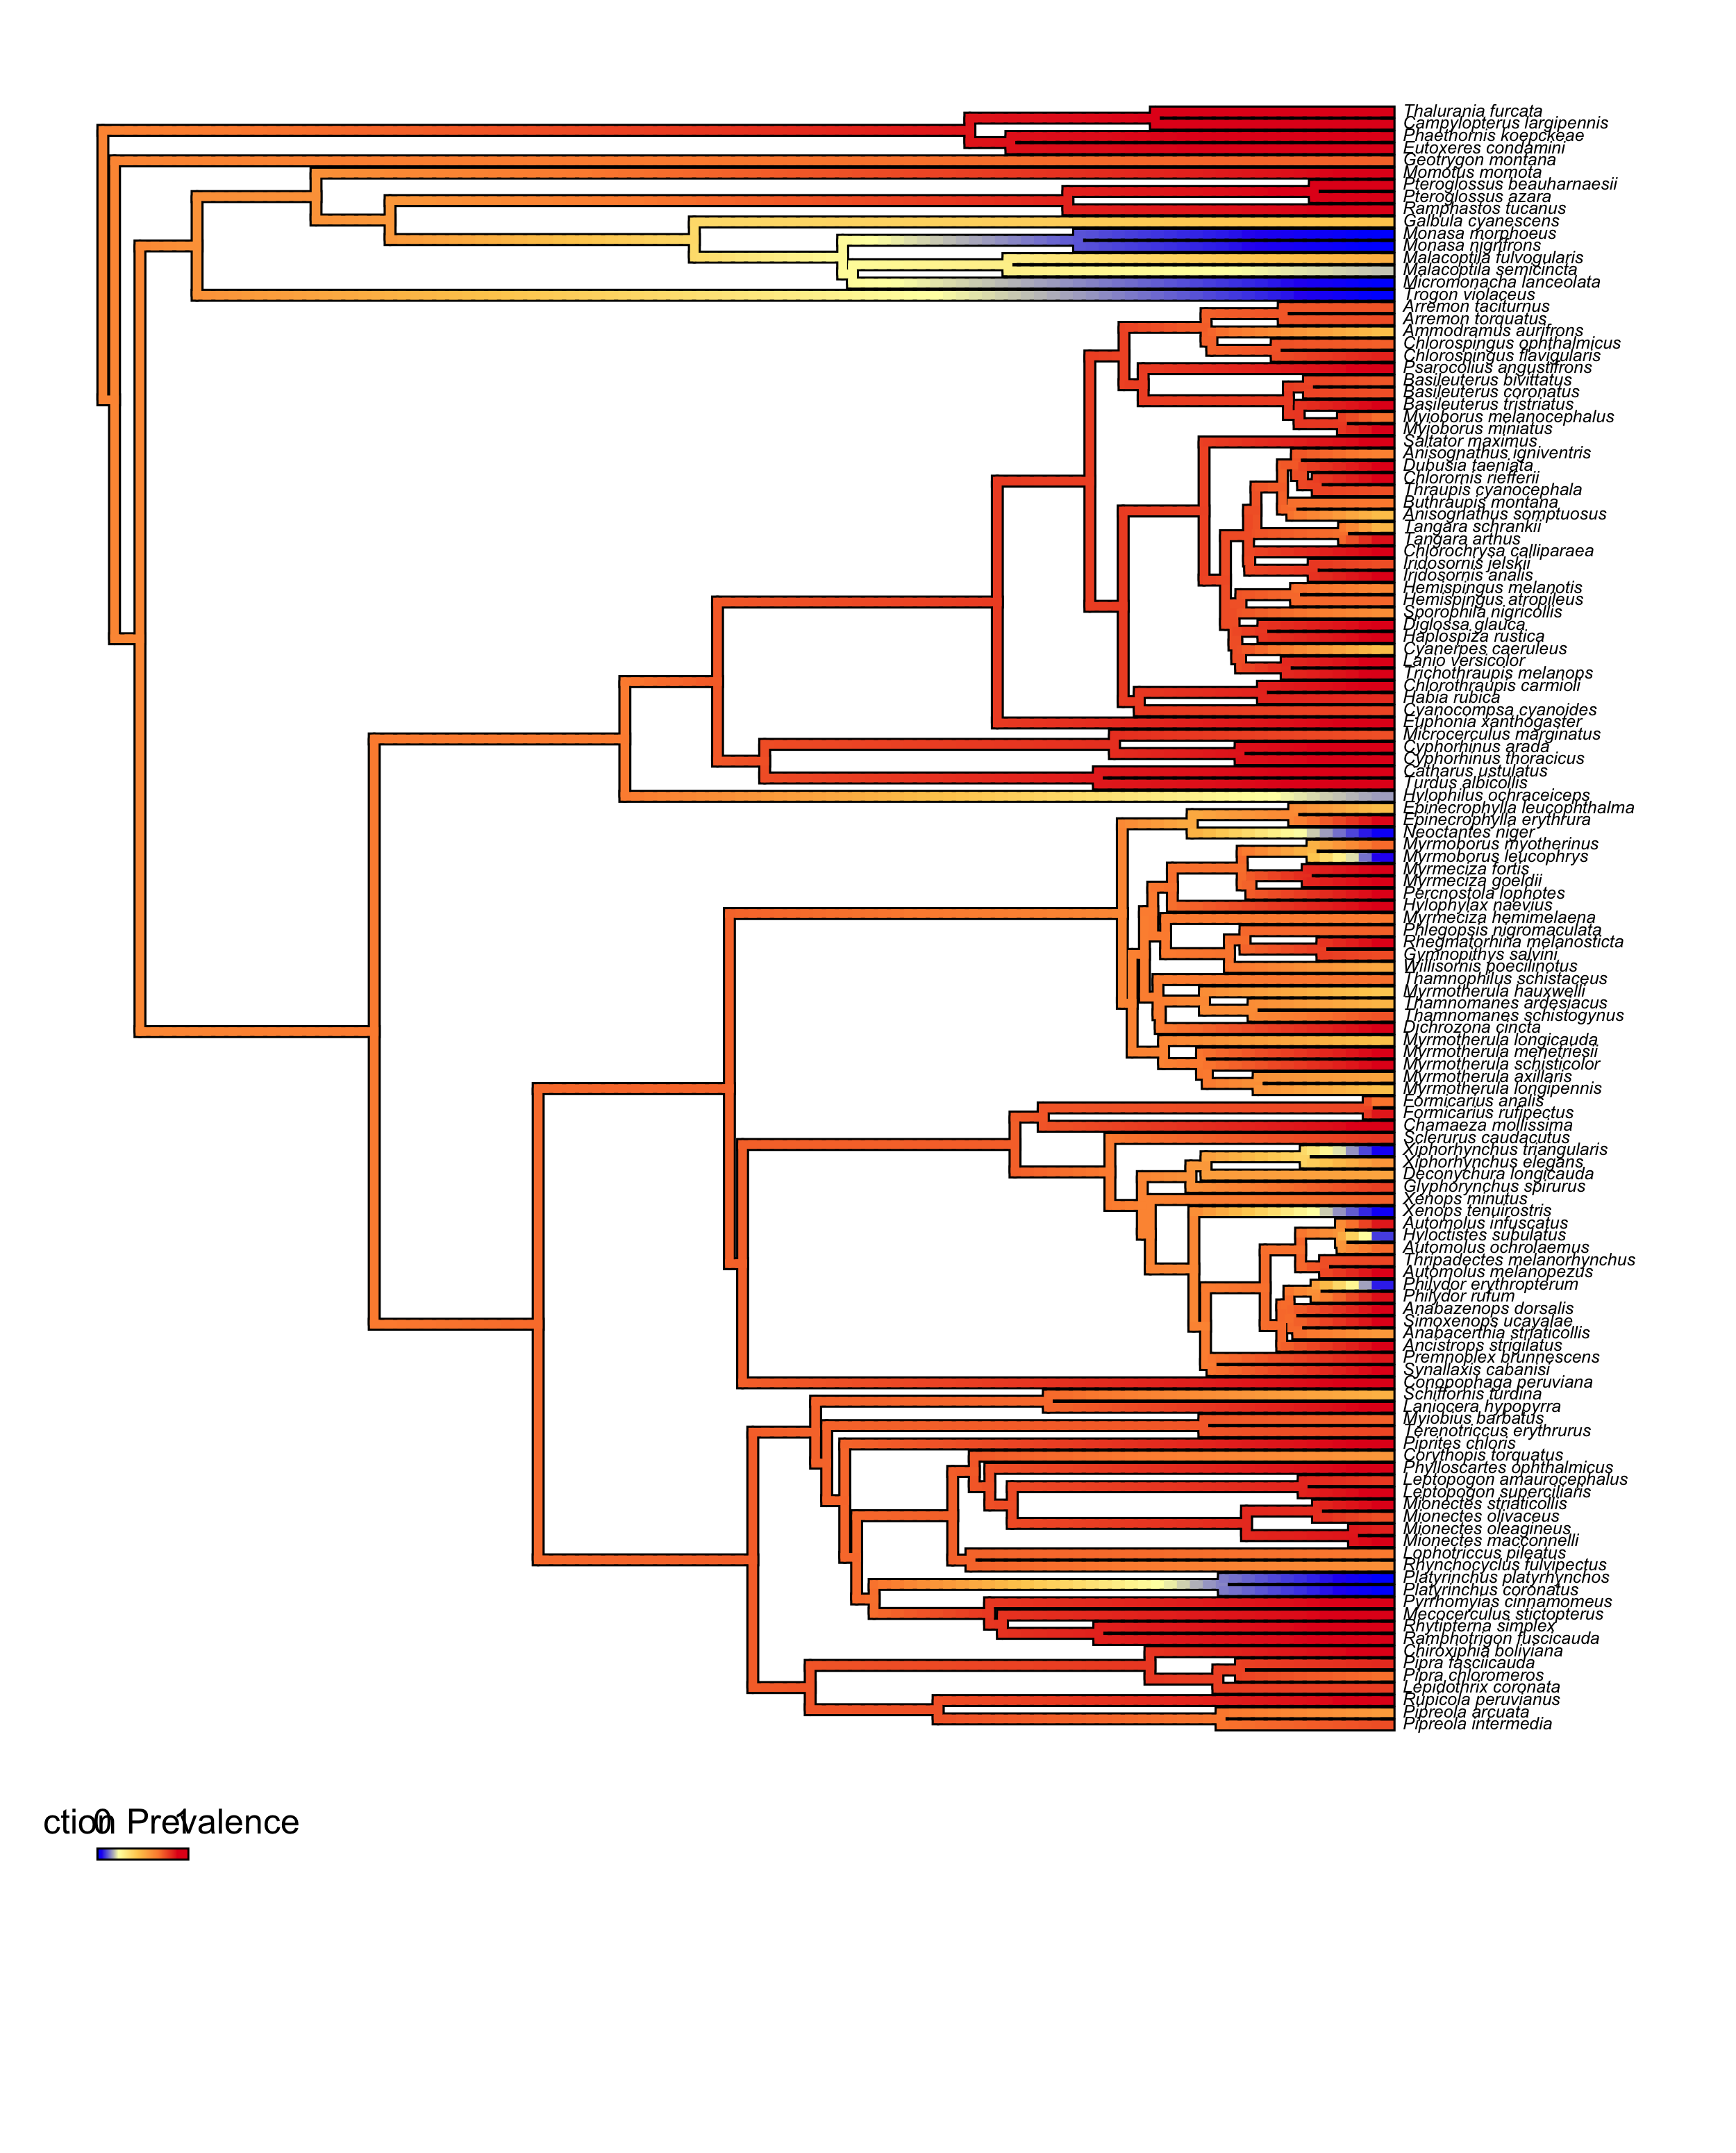 Thalurania furcata
Campylopterus largipennis
Phaethornis koepckeae
Eutoxeres condamini
Geotrygon montana
Momotus momota
Pteroglossus beauharnaesii
Pteroglossus azara
Ramphastos tucanus
Galbula cyanescens
Monasa morphoeus
Monasa nigrifrons
Malacoptila fulvogularis
Malacoptila semicincta
Micromonacha lanceolata
Trogon violaceus
Arremon taciturnus
Arremon torquatus
Ammodramus aurifrons
Chlorospingus ophthalmicus
Chlorospingus flavigularis
Psarocolius angustifrons
Basileuterus bivittatus
Basileuterus coronatus
Basileuterus tristriatus
Myioborus melanocephalus
Myioborus miniatus
Saltator maximus
Anisognathus igniventris
Dubusia taeniata
Chlorornis riefferii
Thraupis cyanocephala
Buthraupis montana
Anisognathus somptuosus
Tangara schrankii
Tangara arthus
Chlorochrysa calliparaea
Iridosornis jelskii
Iridosornis analis
Hemispingus melanotis
Hemispingus atropileus
Sporophila nigricollis
Diglossa glauca
Haplospiza rustica
Cyanerpes caeruleus
Lanio versicolor
Trichothraupis melanops
Chlorothraupis carmioli
Habia rubica
Cyanocompsa cyanoides
Euphonia xanthogaster
Microcerculus marginatus
Cyphorhinus arada
Cyphorhinus thoracicus
Catharus ustulatus
Turdus albicollis
Hylophilus ochraceiceps
Epinecrophylla leucophthalma
Epinecrophylla erythrura
Neoctantes niger
Myrmoborus myotherinus
Myrmoborus leucophrys
Myrmeciza fortis
Myrmeciza goeldii
Percnostola lophotes
Hylophylax naevius
Myrmeciza hemimelaena
Phlegopsis nigromaculata
Rhegmatorhina melanosticta
Gymnopithys salvini
Willisornis poecilinotus
Thamnophilus schistaceus
Myrmotherula hauxwelli
Thamnomanes ardesiacus
Thamnomanes schistogynus
Dichrozona cincta
Myrmotherula longicauda
Myrmotherula menetriesii
Myrmotherula schisticolor
Myrmotherula axillaris
Myrmotherula longipennis
Formicarius analis
Formicarius rufipectus
Chamaeza mollissima
Sclerurus caudacutus
Xiphorhynchus triangularis
Xiphorhynchus elegans
Deconychura longicauda
Glyphorynchus spirurus
Xenops minutus
Xenops tenuirostris
Automolus infuscatus
Hyloctistes subulatus
Automolus ochrolaemus
Thripadectes melanorhynchus
Automolus melanopezus
Philydor erythropterum
Philydor rufum
Anabazenops dorsalis
Simoxenops ucayalae
Anabacerthia striaticollis
Ancistrops strigilatus
Premnoplex brunnescens
Synallaxis cabanisi
Conopophaga peruviana
Schiffornis turdina
Laniocera hypopyrra
Myiobius barbatus
Terenotriccus erythrurus
Piprites chloris
Corythopis torquatus
Phylloscartes ophthalmicus
Leptopogon amaurocephalus
Leptopogon superciliaris
Mionectes striaticollis
Mionectes olivaceus
Mionectes oleagineus
Mionectes macconnelli
Lophotriccus pileatus
Rhynchocyclus fulvipectus
Platyrinchus platyrhynchos
Platyrinchus coronatus
Pyrrhomyias cinnamomeus
Mecocerculus stictopterus
Rhytipterna simplex
Ramphotrigon fuscicauda
Chiroxiphia boliviana
Pipra fasciicauda
Pipra chloromeros
Lepidothrix coronata
Rupicola peruvianus
Pipreola arcuata
Pipreola intermedia
ction Prevalence
0 1